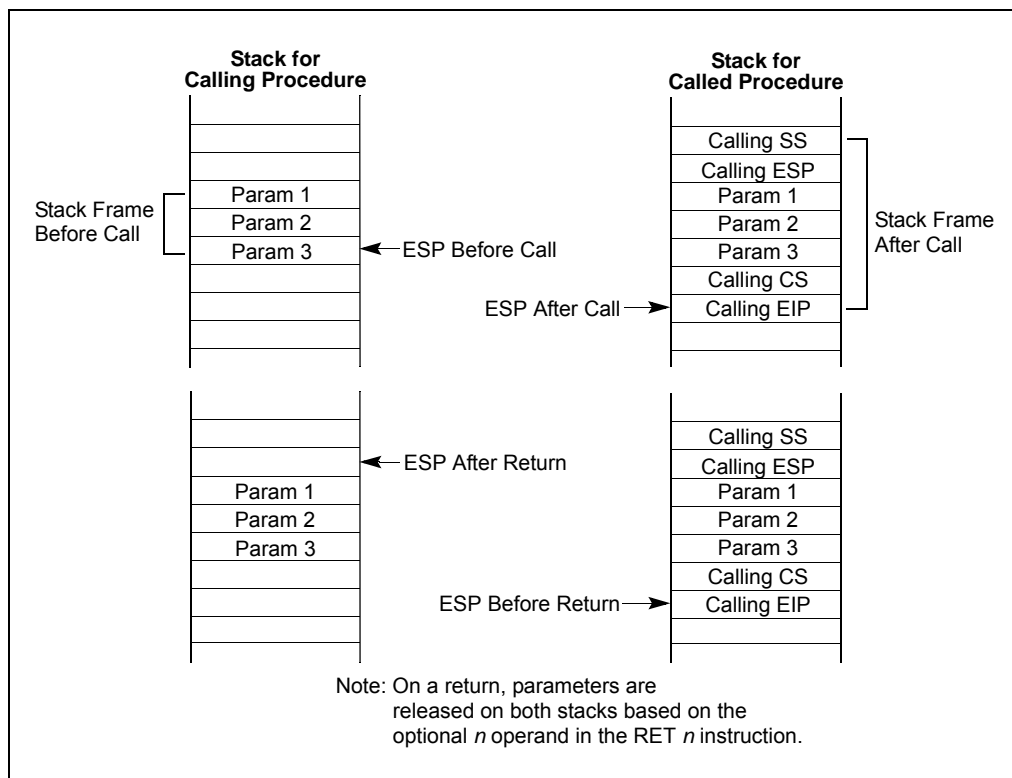 Stack for
Calling Procedure
Stack for
Called Procedure
Stack Frame
Before Call
Param 1
Param 2
Param 3
ESP Before Call
Calling SS
Calling ESP
Param 1
Param 2
Param 3
Calling CS
Calling EIP
ESP After Call
Stack Frame
After Call
ESP After Return
Param 1
Param 2
Param 3
Calling SS
Calling ESP
Param 1
Param 2
Param 3
Calling CS
Calling EIP
ESP Before Return
Note: On a return, parameters are
released on both stacks based on the
optional n operand in the RET n instruction.